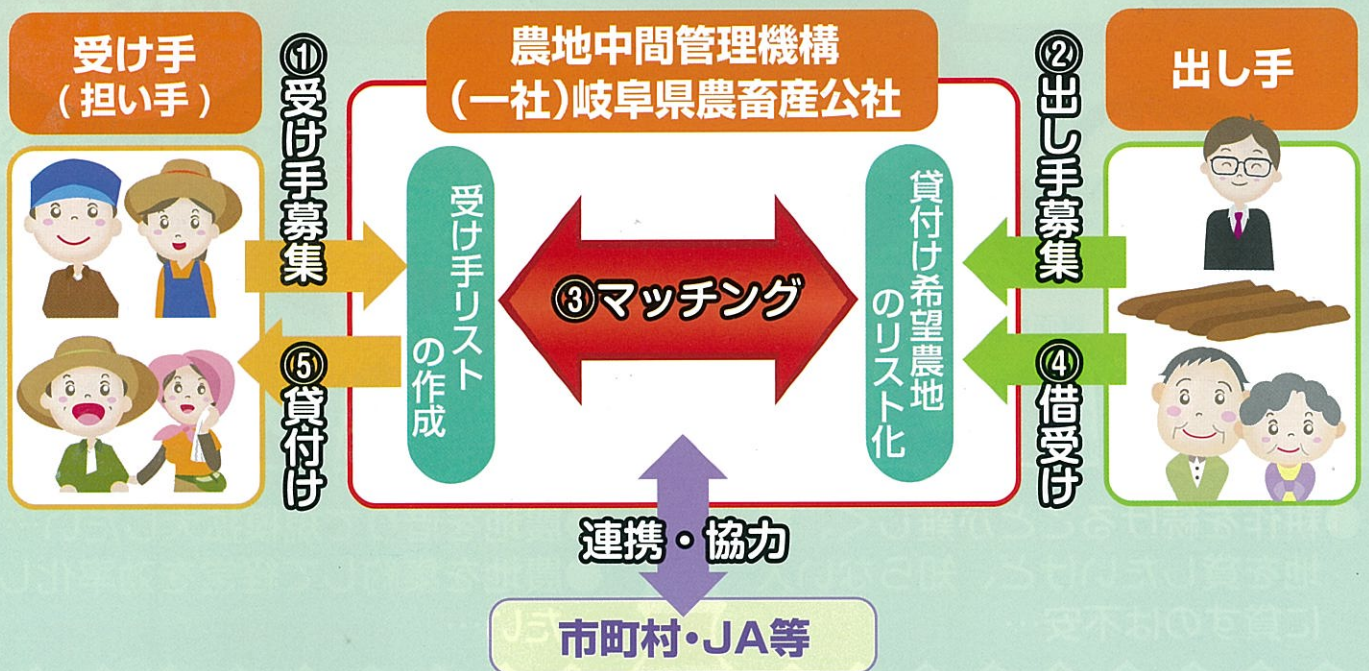 受け手
(担い手)
①受け手募集
農地中間管理機構
(一社)岐阜県農畜産公社
②出し手募集
出し手
受け手リスト
の作成
③マッチング
貸付け希望農地
のリスト化
⑤貸付け
④借受け
連携・協力
市町村・JA等